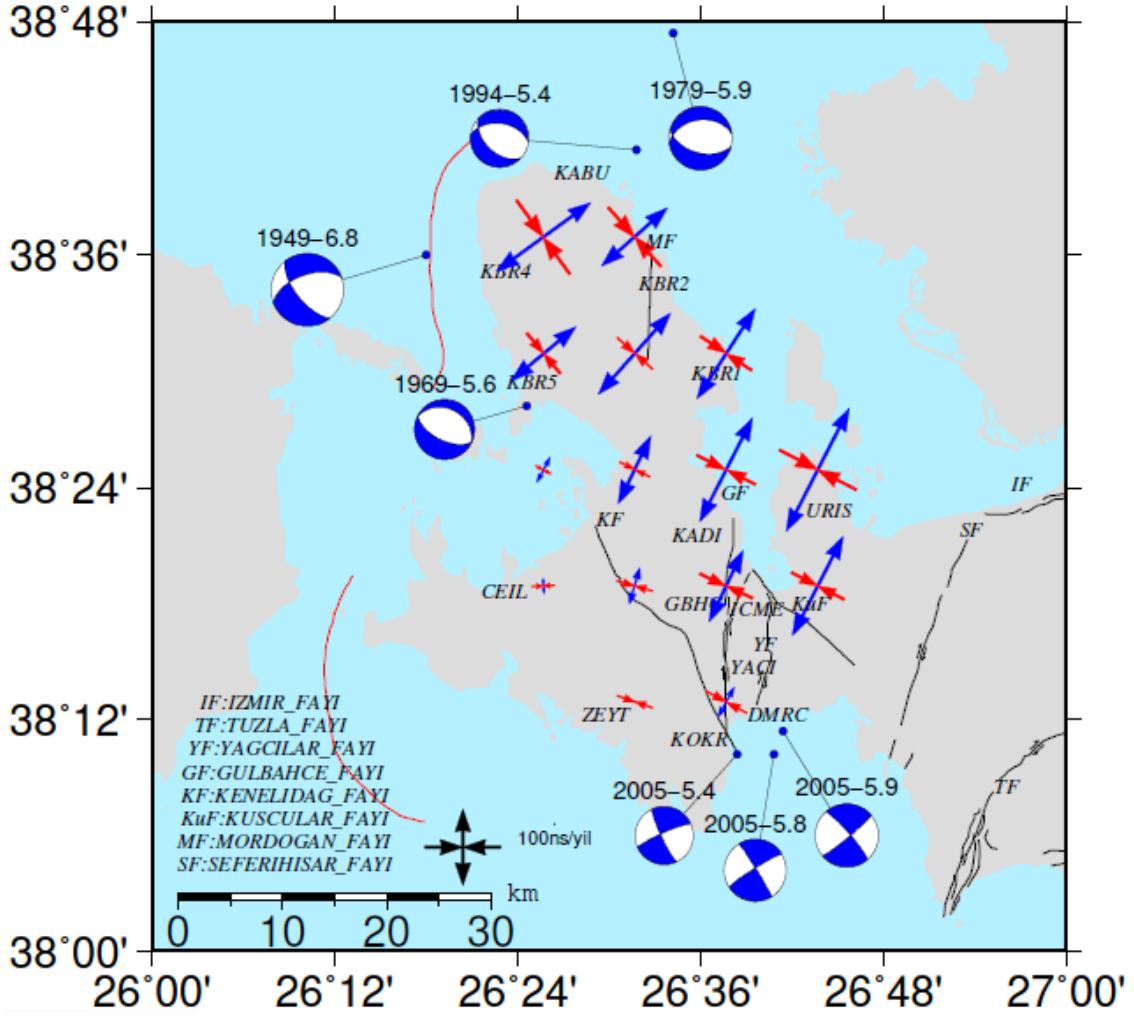 38°48'
1994−5.4
1979−5.9
KABU
1949−6.8
MF
38°36'
KBR4
KBR2
KBR1
KBR5
1969−5.6
38°24'
GF
IF
URIS
KF
SF
KADI
CEIL
GBHC
ICME
KuF
YF
YAGI
IF:IZMIR_FAYI
ZEYT
DMRC
38°12'
TF:TUZLA_FAYI
KOKR
YF:YAGCILAR_FAYI
GF:GULBAHCE_FAYI
2005−5.4
2005−5.9
TF
KF:KENELIDAG_FAYI
KuF:KUSCULAR_FAYI
2005−5.8
MF:MORDOGAN_FAYI
100ns/yil
SF:SEFERIHISAR_FAYI
km
0 10 20 30
38°00'
26°00' 26°12' 26°24' 26°36' 26°48' 27°00'